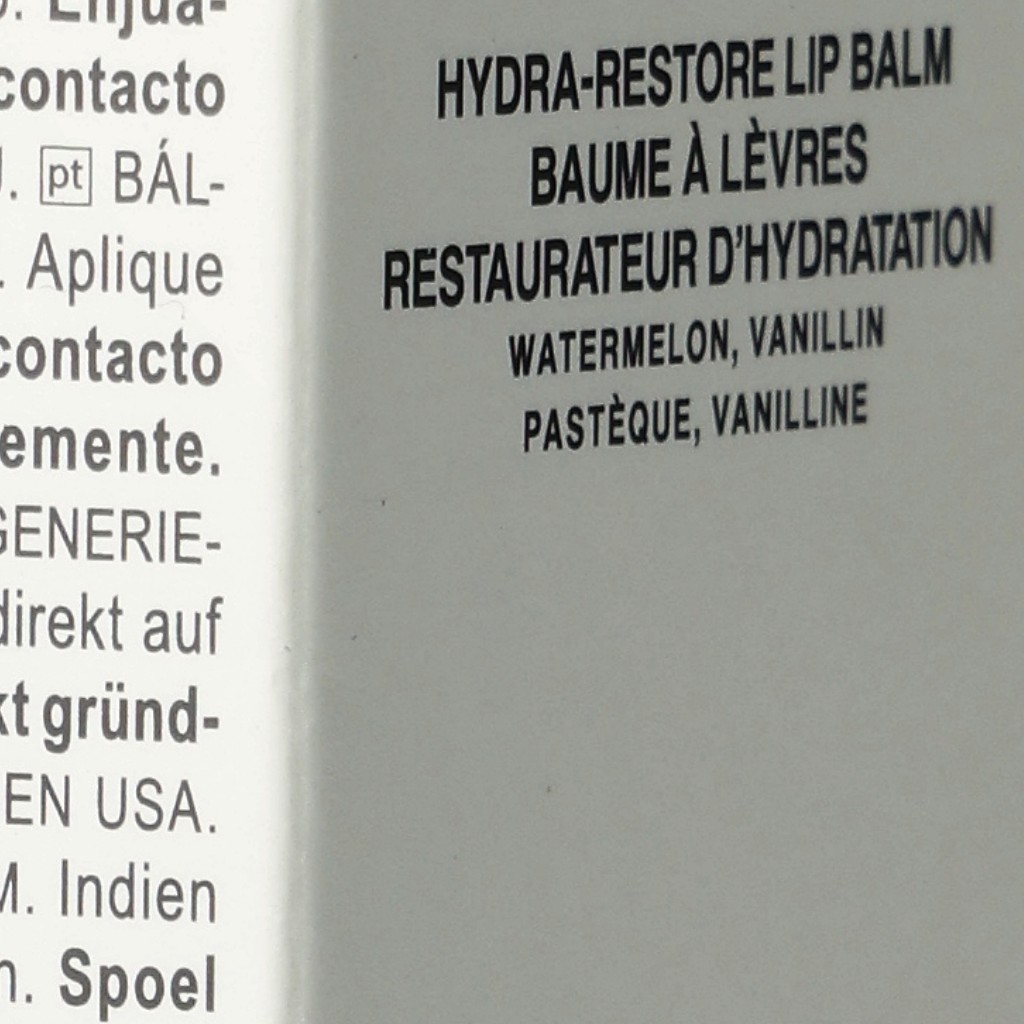 contacto
pt BÁL-
Aplique
contacto
emente.
GENERIE-
direkt auf
gründ-
EN USA.
M. Indien
Spoel
HYDRA-RESTORE LIP BALM
BAUME À LÈVRES
RESTAURATEUR D'HYDRATATION
WATERMELON, VANILLIN
PASTÈQUE, VANILLINE